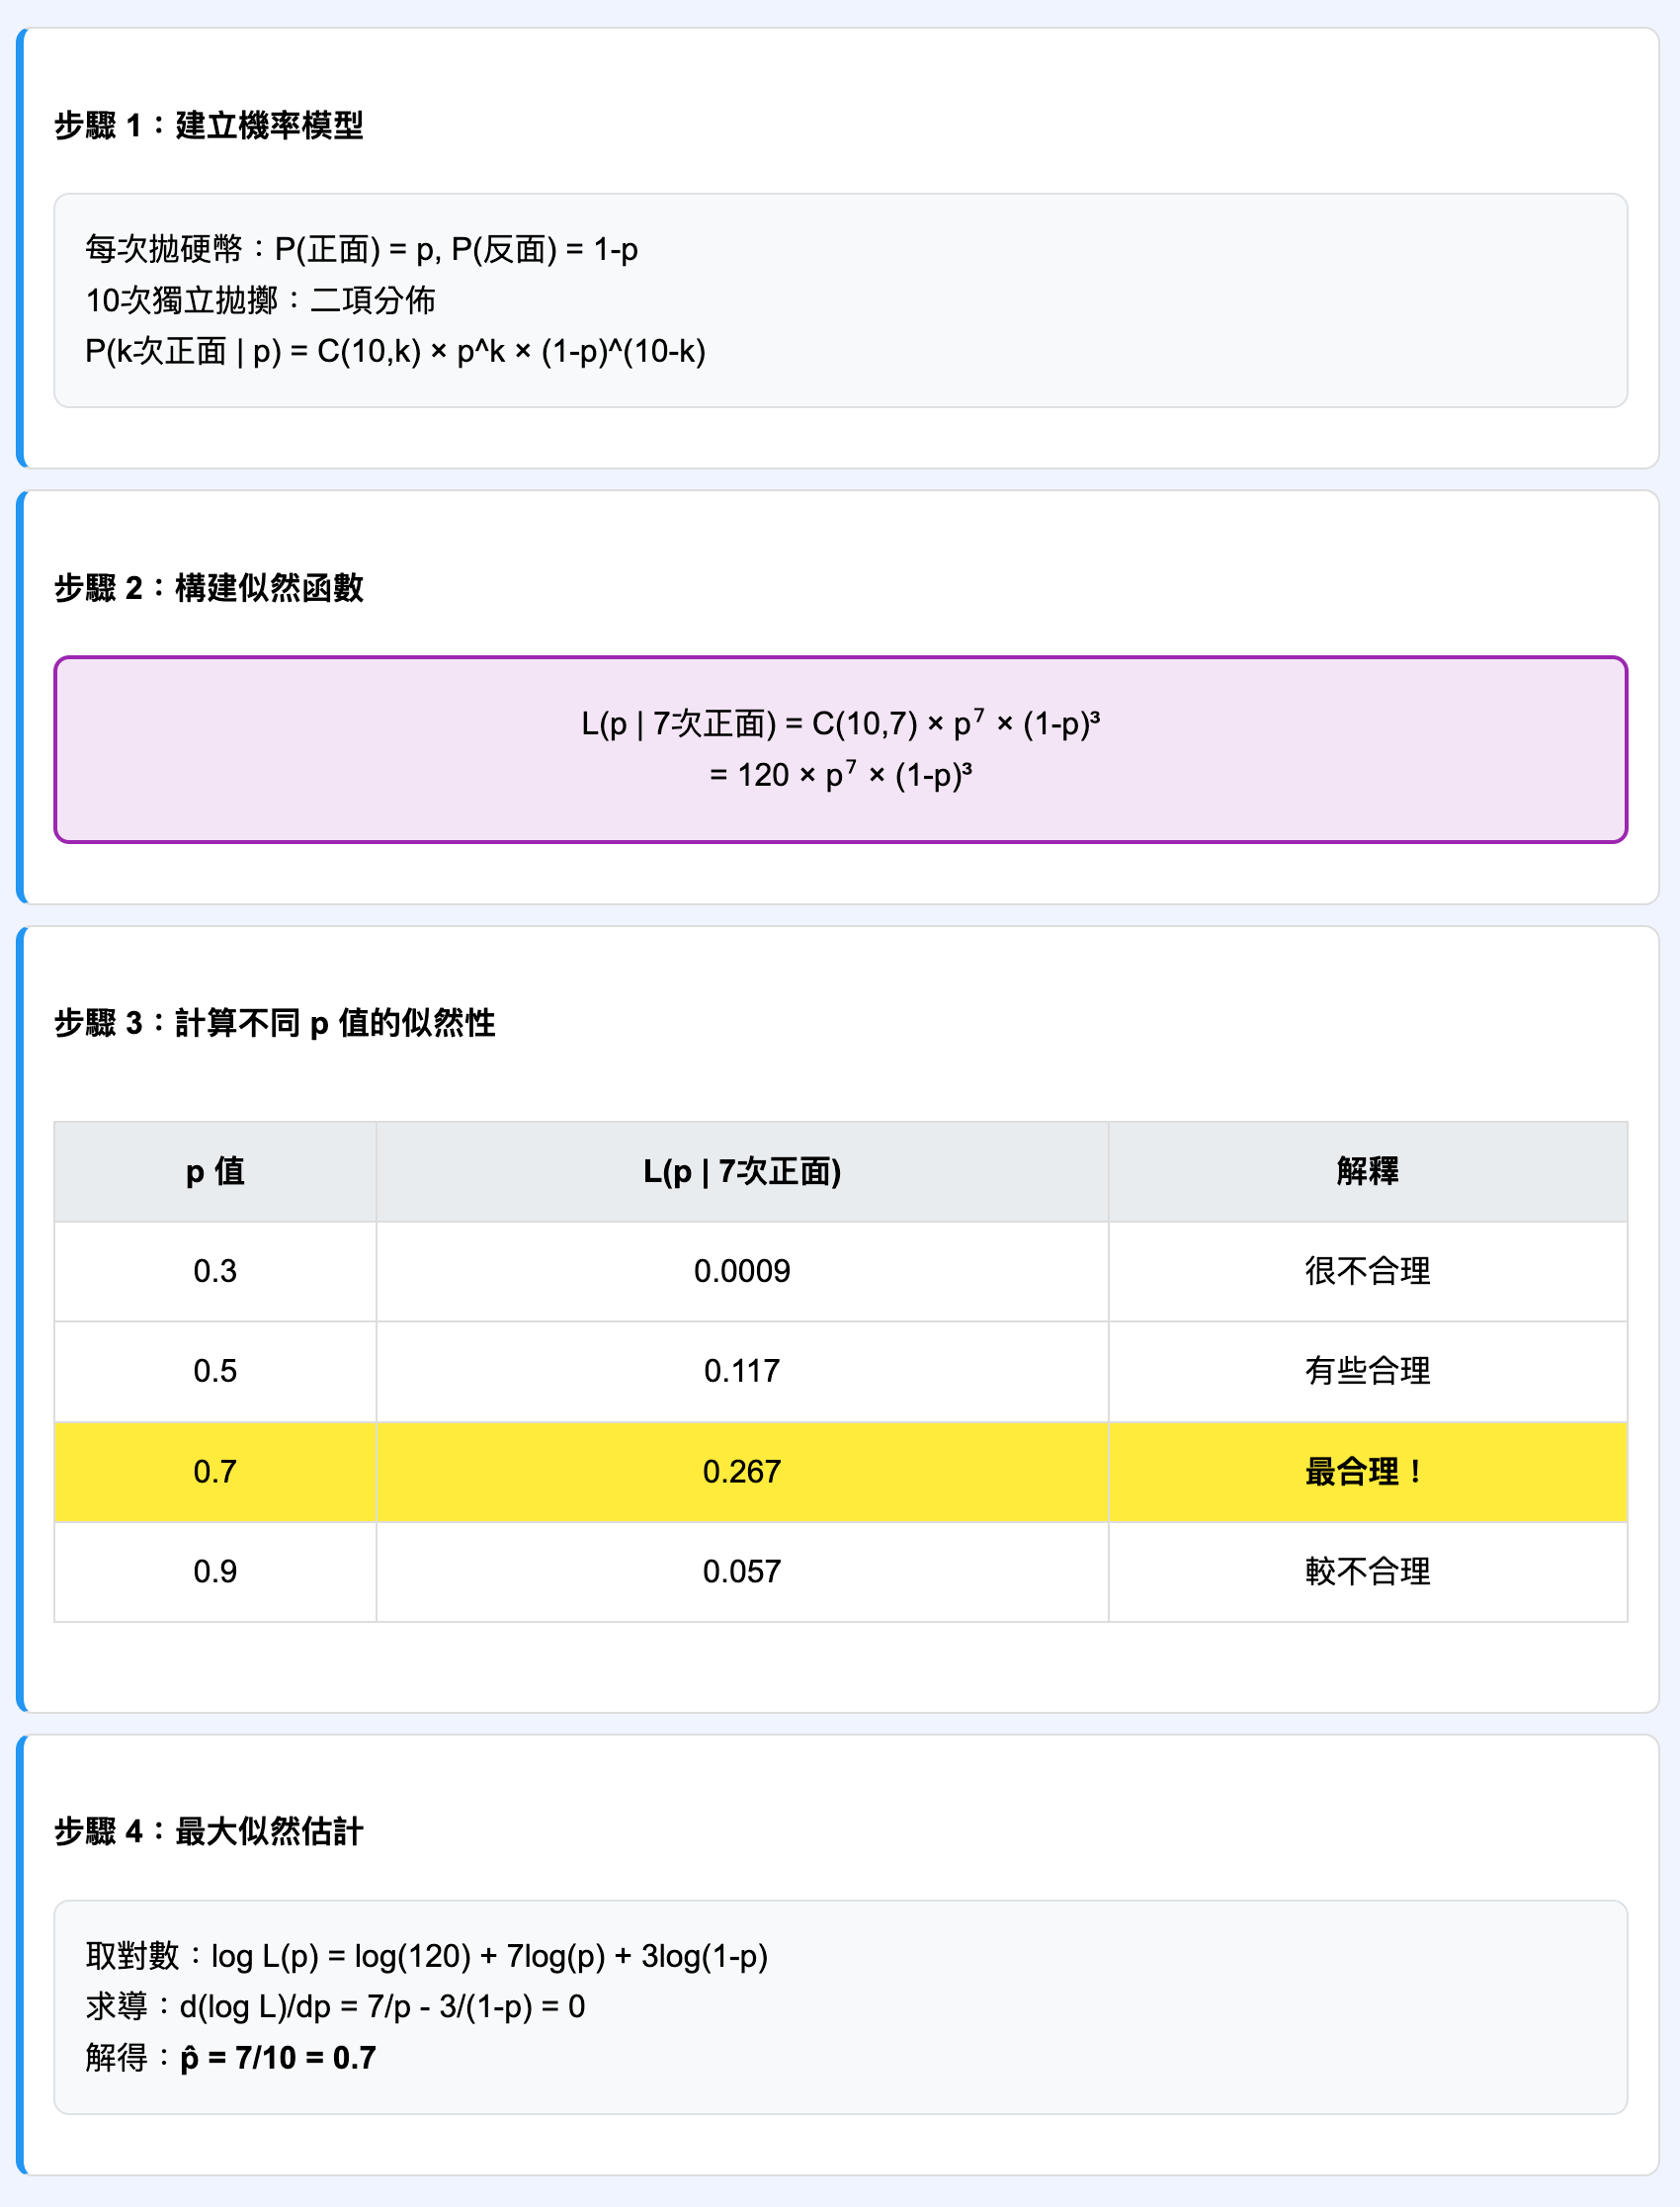 步驟 1：建立機率模型
每次拋硬幣：P(正面) = p, P(反面) = 1-p
10次獨立拋擲：二項分佈
P(k次正面 | p) = C(10,k) × p^k × (1-p)^(10-k)
步驟 2：構建似然函數
L(p | 7次正面) = C(10,7) × p⁷ × (1-p)³
= 120 × p⁷ × (1-p)³
步驟 3：計算不同 p 值的似然性
p 值 L(p | 7次正面) 解釋
0.3 0.0009 很不合理
0.5 0.117 有些合理
0.7 0.267 最合理！
0.9 0.057 較不合理
步驟 4：最大似然估計
取對數：log L(p) = log(120) + 7log(p) + 3log(1-p)
求導：d(log L)/dp = 7/p - 3/(1-p) = 0
解得：p̂ = 7/10 = 0.7